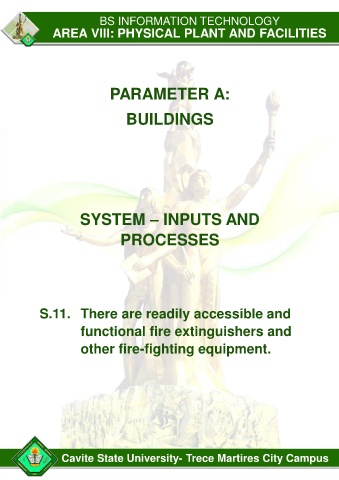 BS INFORMATION TECHNOLOGY
AREA VIII: PHYSICAL PLANT AND FACILITIES
PARAMETER A:
BUILDINGS
SYSTEM – INPUTS AND
PROCESSES
S.11. There are readily accessible and
functional fire extinguishers and
other fire-fighting equipment.
Cavite State University- Trece Martires City Campus